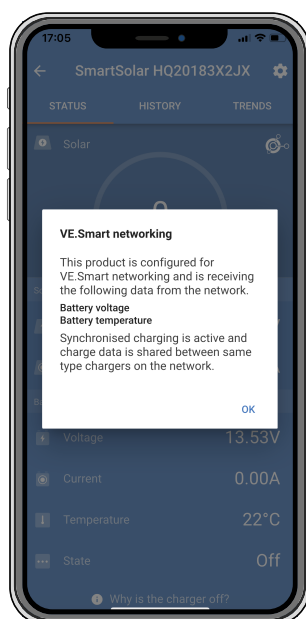 17:05
SmartSolar HQ20183X2JX
STATUS HISTORY TRENDS
Solar
VE.Smart networking
This product is configured for
VE.Smart networking and is receiving
the following data from the network.
Battery voltage
Battery temperature
Synchronised charging is active and
charge data is shared between same
type chargers on the network.
OK
Voltage 13.53V
Current 0.00A
Temperature 22°C
State Off
Why is the charger off?